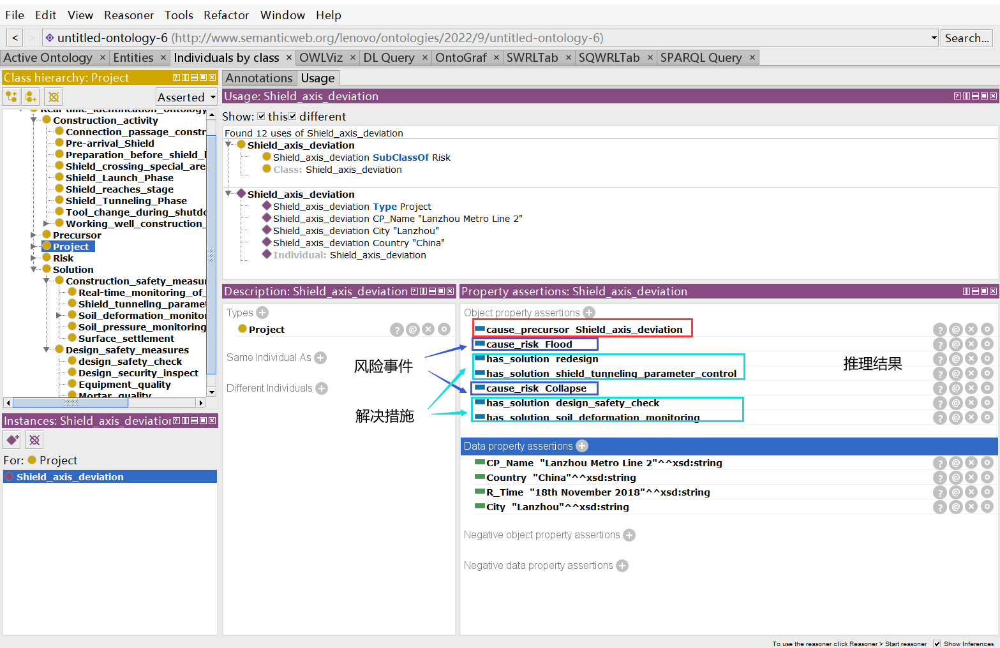 File Edit View Reasoner Tools Refactor Window Help
< > untitled-ontology-6 (http://www.semanticweb.org/lenovo/ontologies/2022/9/untitled-ontology-6) Search...
Active Ontology × Entities × Individuals by class × OWLViz × DL Query × OntoGraf × SWRLTab × SQWRLTab × SPARQL Query ×
Class hierarchy: Project
Asserted
Real-time_identification_ontology
Construction_activity
Connection_passage_constr
Pre-arrival_Shield
Preparation_before_shield_l
Shield_crossing_special_area
Shield_Launch_Phase
Shield_reaches_stage
Shield_Tunneling_Phase
Tool_change_during_shutdo
Working_well_construction_
Precursor
Project
Risk
Solution
Construction_safety_measur
Real-time_monitoring_of_
Shield_tunneling_paramet
Soil_deformation_monitor
Soil_pressure_monitoring
Surface_settlement
Design_safety_measures
design_safety_check
Design_security_inspect
Equipment_quality
Mortar_quality
Instances: Shield_axis_deviation
For: Project
Shield_axis_deviation
Annotations Usage
Usage: Shield_axis_deviation
Show: this different
Found 12 uses of Shield_axis_deviation
Shield_axis_deviation
Shield_axis_deviation SubClassOf Risk
Class: Shield_axis_deviation
Shield_axis_deviation
Shield_axis_deviation Type Project
Shield_axis_deviation CP_Name "Lanzhou Metro Line 2"
Shield_axis_deviation City "Lanzhou"
Shield_axis_deviation Country "China"
Individual: Shield_axis_deviation
Description: Shield_axis_deviation
Types
Project
Same Individual As
Different Individuals
风险事件
解决措施
Property assertions: Shield_axis_deviation
Object property assertions
cause_precursor Shield_axis_deviation
cause_risk Flood
has_solution redesign
has_solution shield_tunneling_parameter_control
cause_risk Collapse
has_solution design_safety_check
has_solution soil_deformation_monitoring
推理结果
Data property assertions
CP_Name "Lanzhou Metro Line 2"^^xsd:string
Country "China"^^xsd:string
R_Time "18th November 2018"^^xsd:string
City "Lanzhou"^^xsd:string
Negative object property assertions
Negative data property assertions
To use the reasoner click Reasoner > Start reasoner Show Inferences